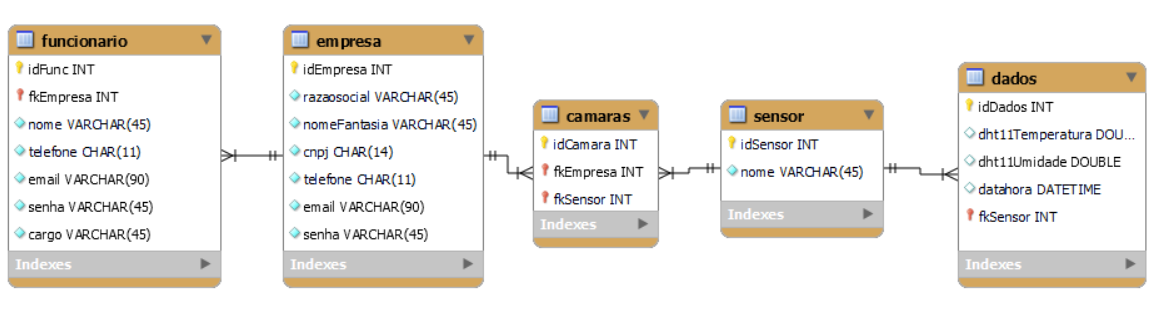 funcionario
idFunc INT
fkEmpresa INT
nome VARCHAR(45)
telefone CHAR(11)
email VARCHAR(90)
senha VARCHAR(45)
cargo VARCHAR(45)
Indexes
empresa
idEmpresa INT
razaosocial VARCHAR(45)
nomeFantasia VARCHAR(45)
cnpj CHAR(14)
telefone CHAR(11)
email VARCHAR(90)
senha VARCHAR(45)
Indexes
camaras
idCamara INT
fkEmpresa INT
fkSensor INT
Indexes
sensor
idSensor INT
nome VARCHAR(45)
Indexes
dados
idDados INT
dht11Temperatura DOU...
dht11Umidade DOUBLE
datahora DATETIME
fkSensor INT
Indexes